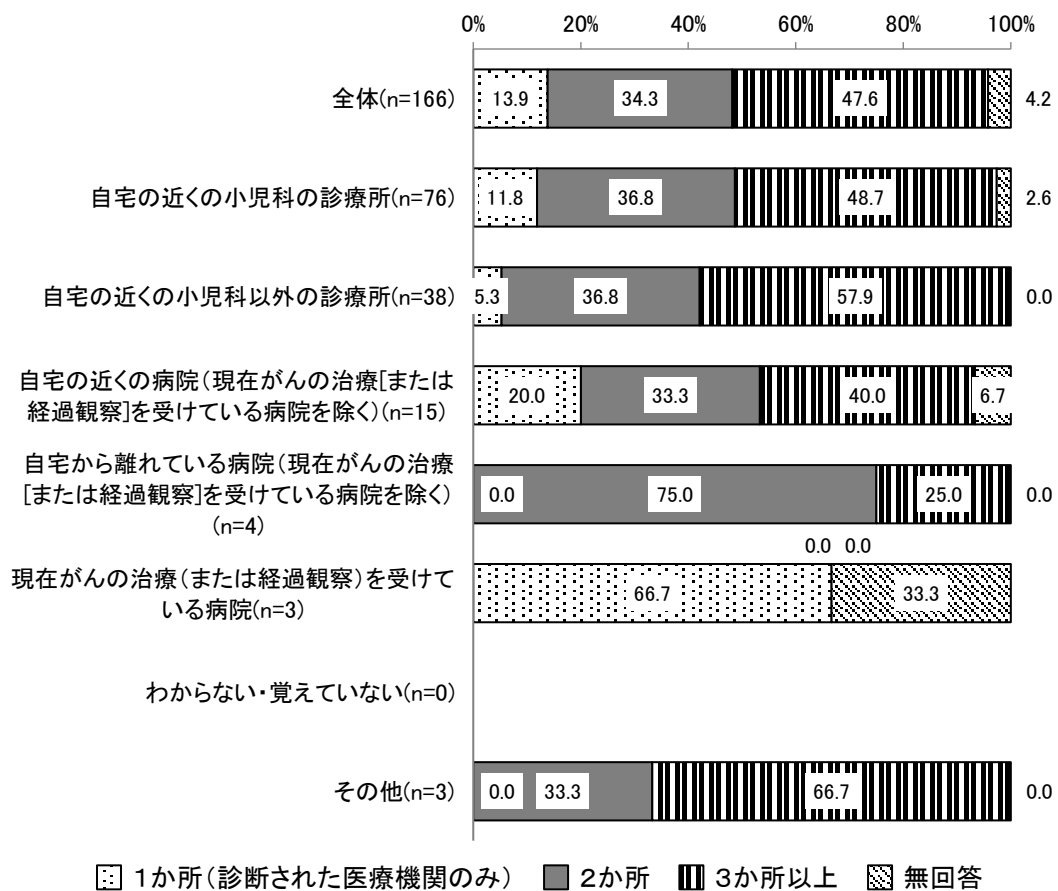 0% 20% 40% 60% 80% 100%
全体(n=166) 13.9 34.3 47.6 4.2
自宅の近くの小児科の診療所(n=76) 11.8 36.8 48.7 2.6
自宅の近くの小児科以外の診療所(n=38) 5.3 36.8 57.9 0.0
自宅の近くの病院（現在がんの治療[または
経過観察]を受けている病院を除く）(n=15) 20.0 33.3 40.0 6.7
自宅から離れている病院（現在がんの治療
[または経過観察]を受けている病院を除く） 0.0 75.0 25.0 0.0
(n=4)
0.0 0.0
現在がんの治療（または経過観察）を受けて
いる病院(n=3) 66.7 33.3
わからない・覚えていない(n=0)
その他(n=3) 0.0 33.3 66.7 0.0
１か所（診断された医療機関のみ） ２か所 ３か所以上 無回答